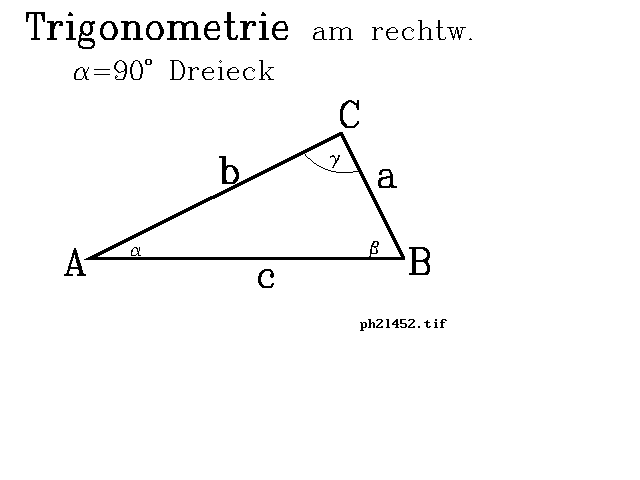 Trigonometrie am rechtw.
α=90° Dreieck
C
γ
b
a
α
β
A
B
c
ph21452.tif